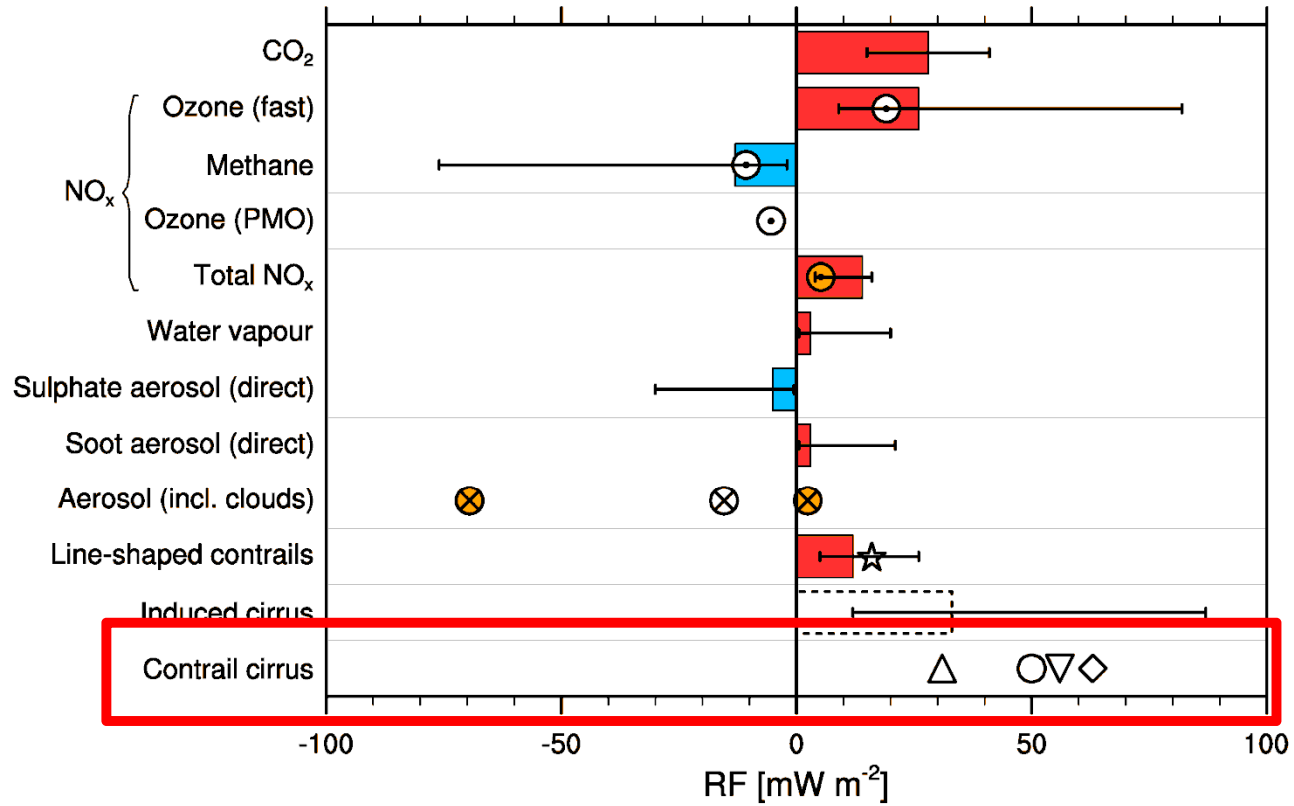 CO₂
Ozone (fast)
Methane
NOₓ
Ozone (PMO)
Total NOₓ
Water vapour
Sulphate aerosol (direct)
Soot aerosol (direct)
Aerosol (incl. clouds)
Line-shaped contrails
Induced cirrus
Contrail cirrus
-100 -50 0 50 100
RF [mW m⁻²]